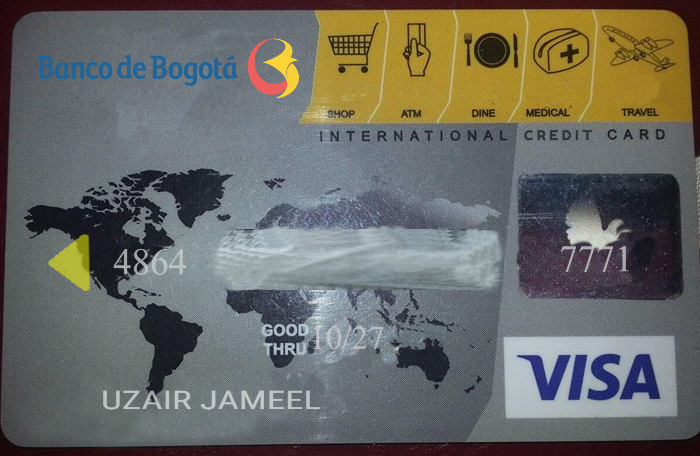 Banco de Bogotá
SHOP ATM DINE MEDICAL TRAVEL
INTERNATIONAL CREDIT CARD
4864 7771
GOOD THRU 10/27
UZAIR JAMEEL
VISA